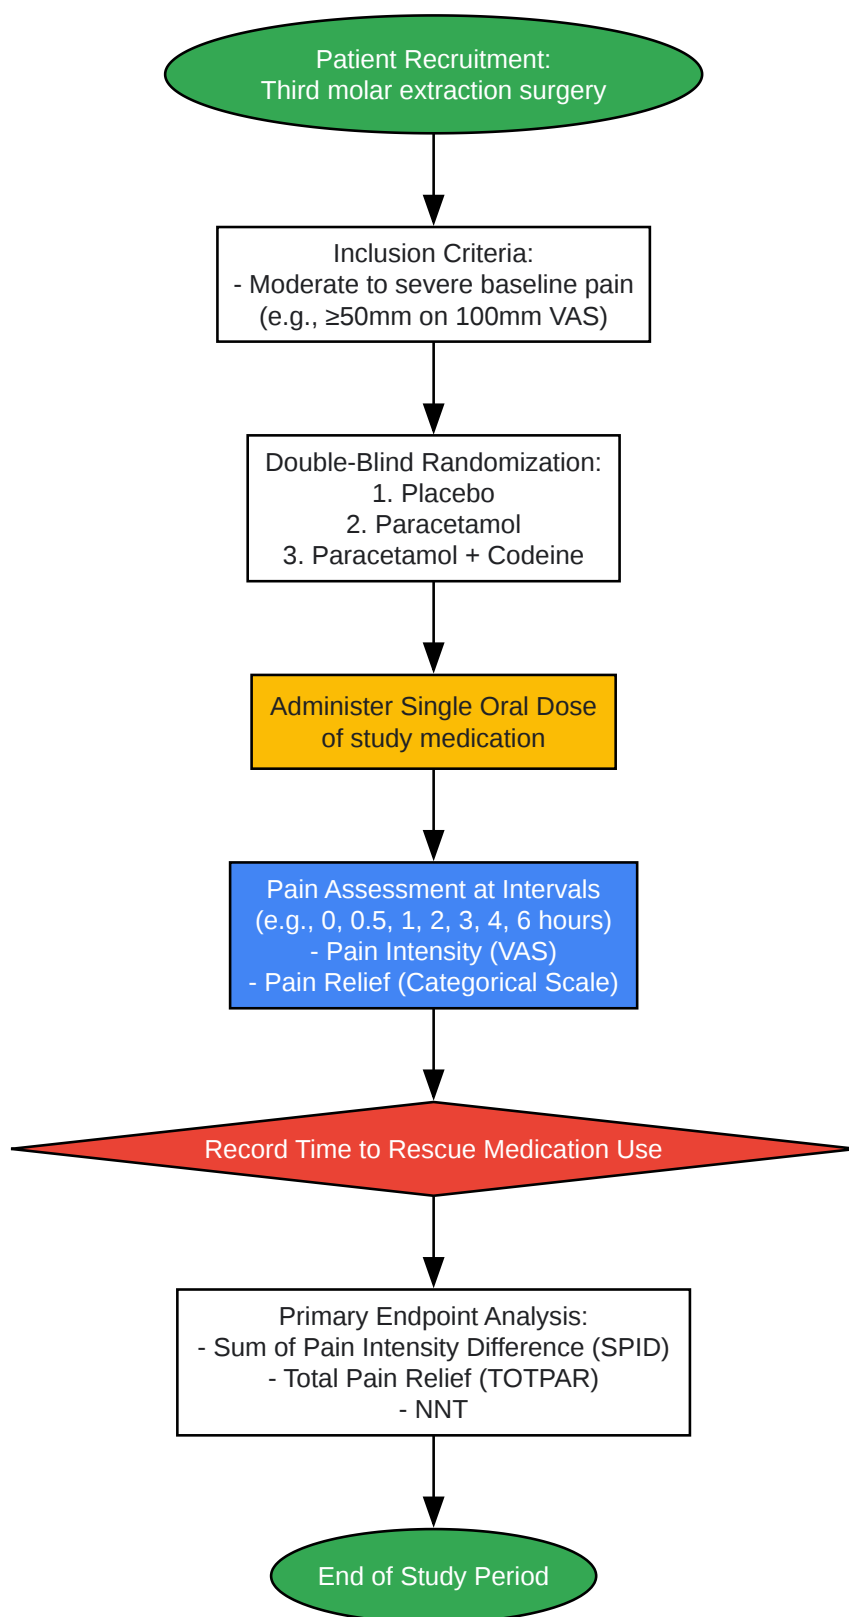 Patient Recruitment:
Third molar extraction surgery
Inclusion Criteria:
- Moderate to severe baseline pain
(e.g., ≥50mm on 100mm VAS)
Double-Blind Randomization:
1. Placebo
2. Paracetamol
3. Paracetamol + Codeine
Administer Single Oral Dose
of study medication
Pain Assessment at Intervals
(e.g., 0, 0.5, 1, 2, 3, 4, 6 hours)
- Pain Intensity (VAS)
- Pain Relief (Categorical Scale)
Record Time to Rescue Medication Use
Primary Endpoint Analysis:
- Sum of Pain Intensity Difference (SPID)
- Total Pain Relief (TOTPAR)
- NNT
End of Study Period